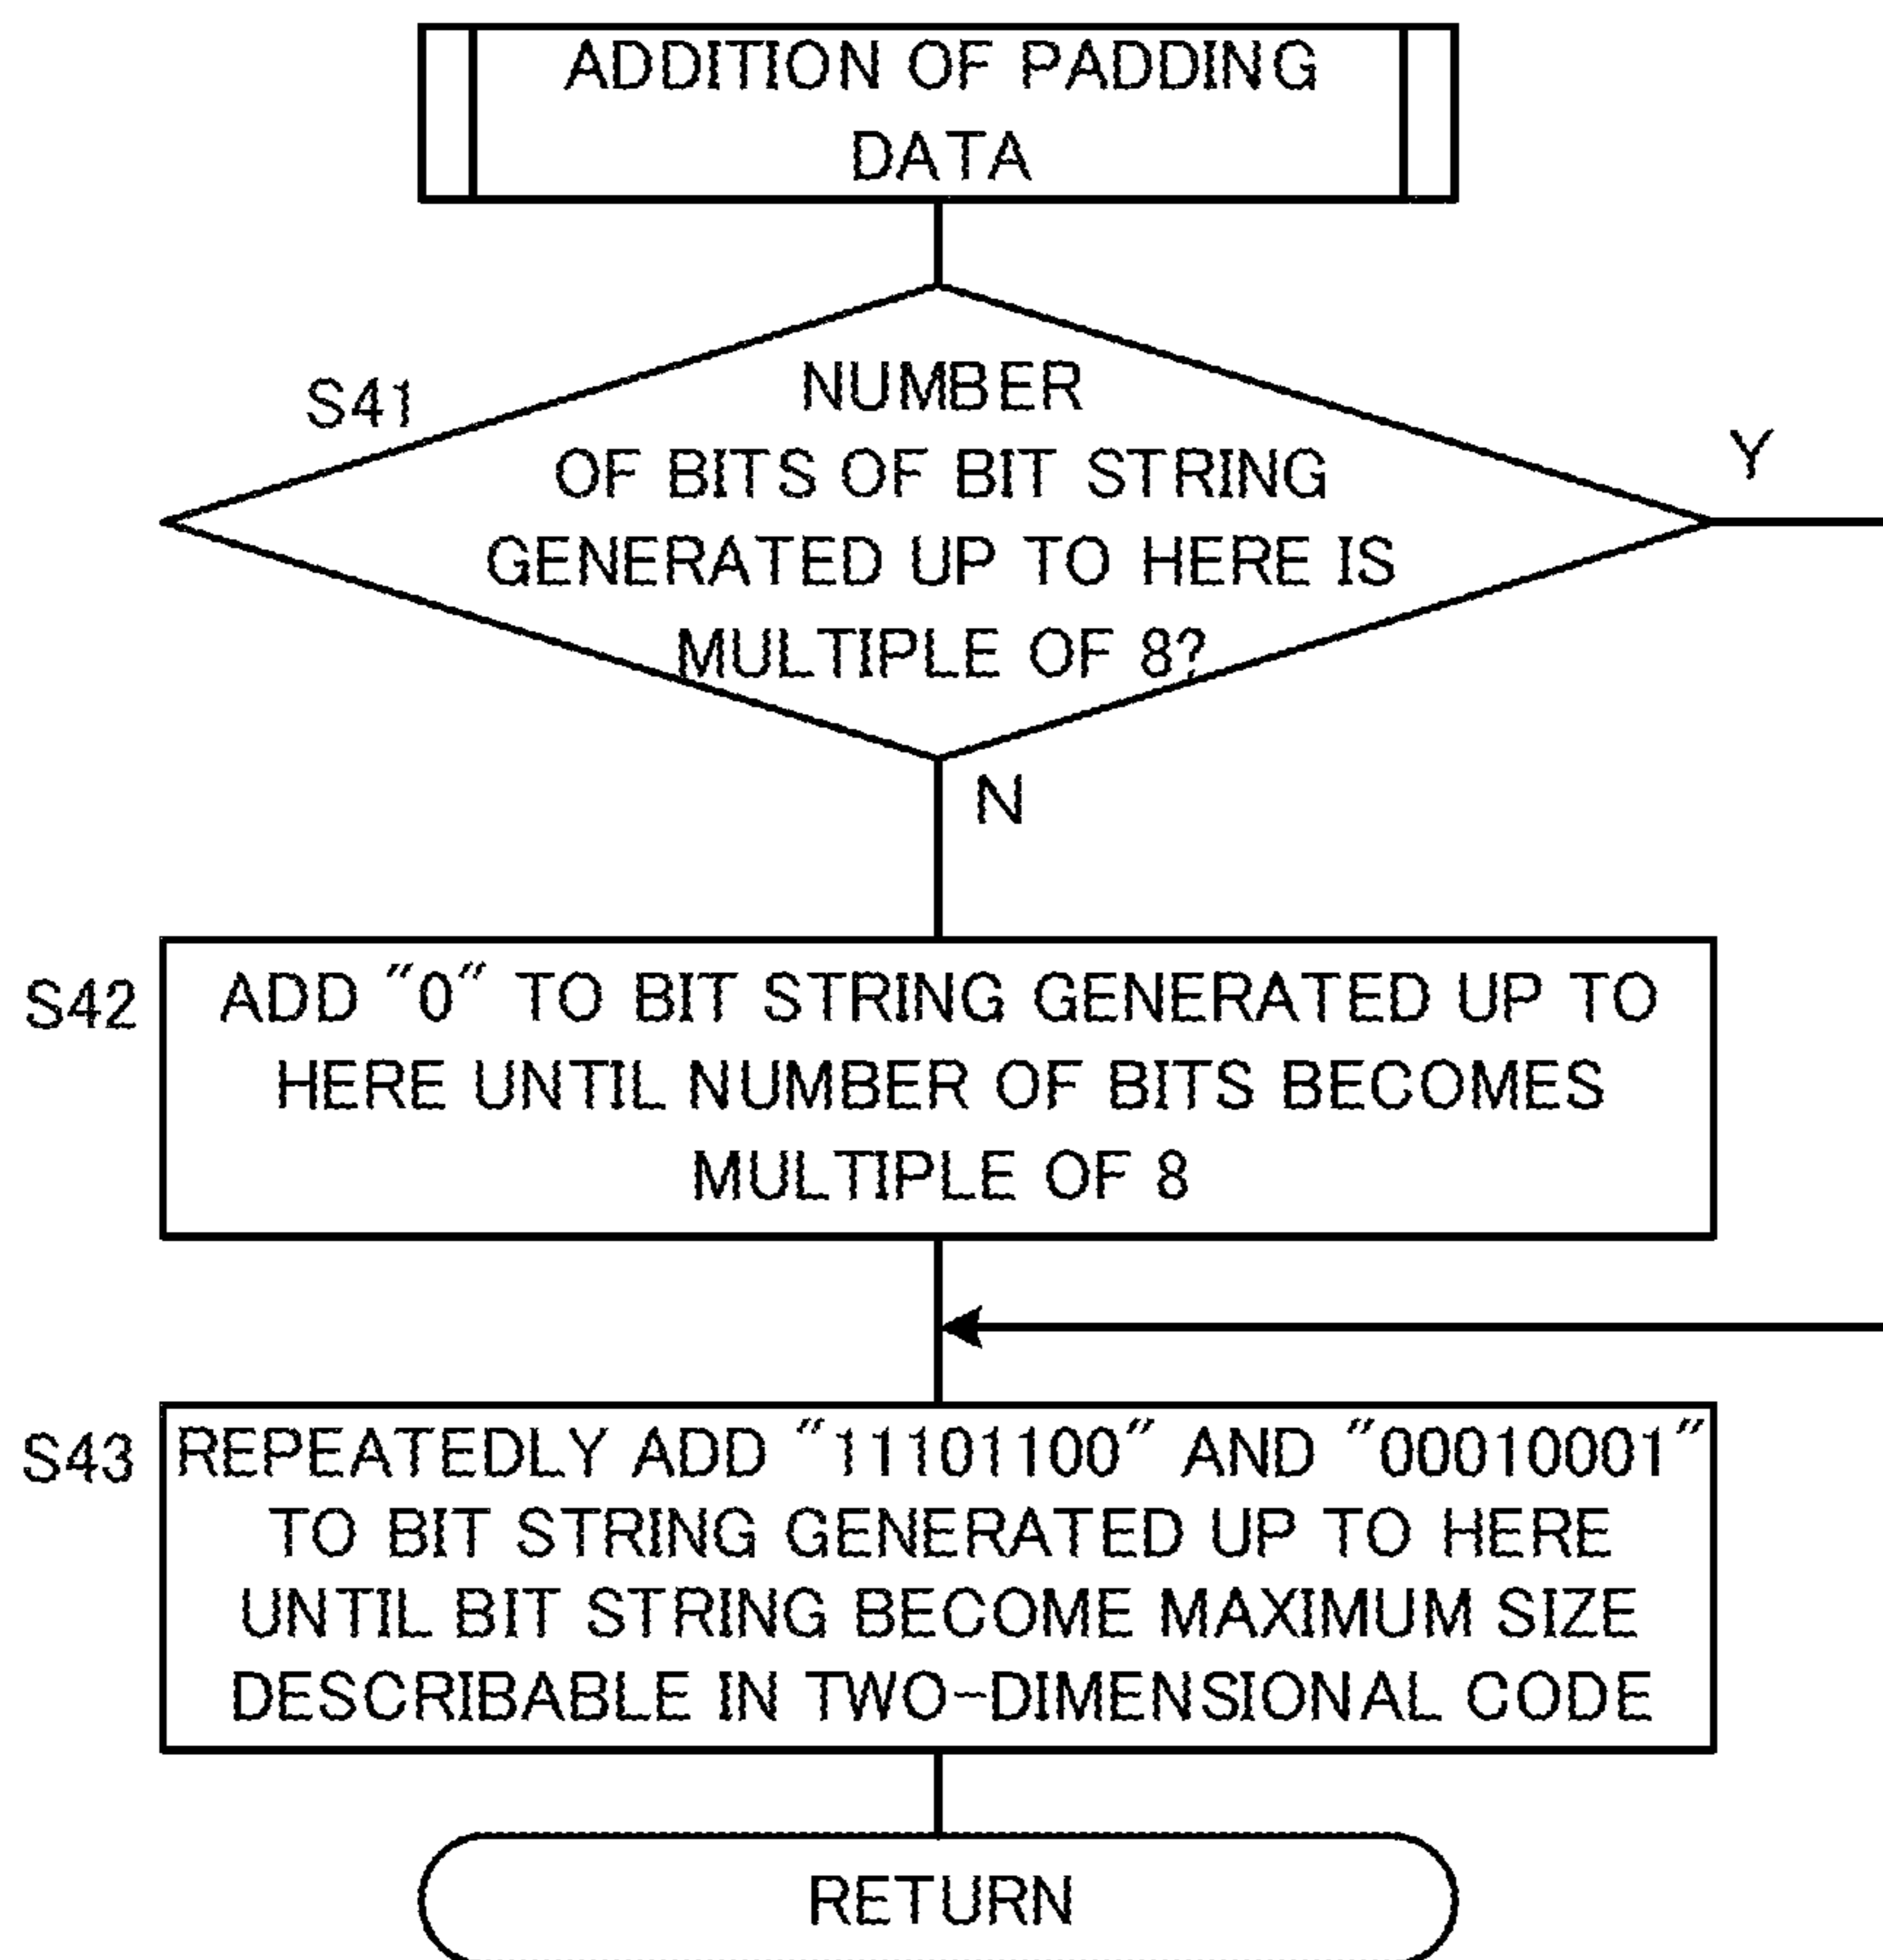 ADDITION OF PADDING
DATA
S41
NUMBER
OF BITS OF BIT STRING
GENERATED UP TO HERE IS
MULTIPLE OF 8?
Y
N
S42
ADD "0" TO BIT STRING GENERATED UP TO
HERE UNTIL NUMBER OF BITS BECOMES
MULTIPLE OF 8
S43
REPEATEDLY ADD "11101100" AND "00010001"
TO BIT STRING GENERATED UP TO HERE
UNTIL BIT STRING BECOME MAXIMUM SIZE
DESCRIBABLE IN TWO-DIMENSIONAL CODE
RETURN